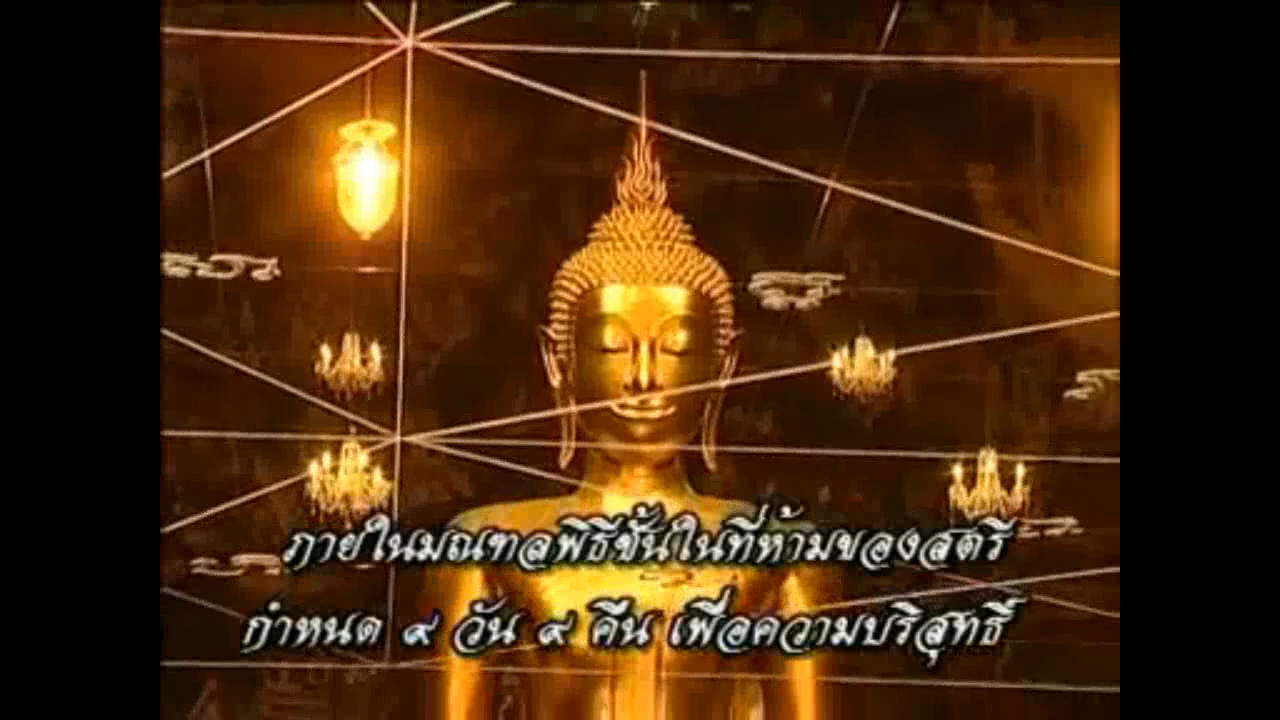 ภายในมณฑลพิธีชั้นในที่ห้ามของสตรี
กำหนด ๙ วัน ๙ คืน เพื่อความบริสุทธิ์